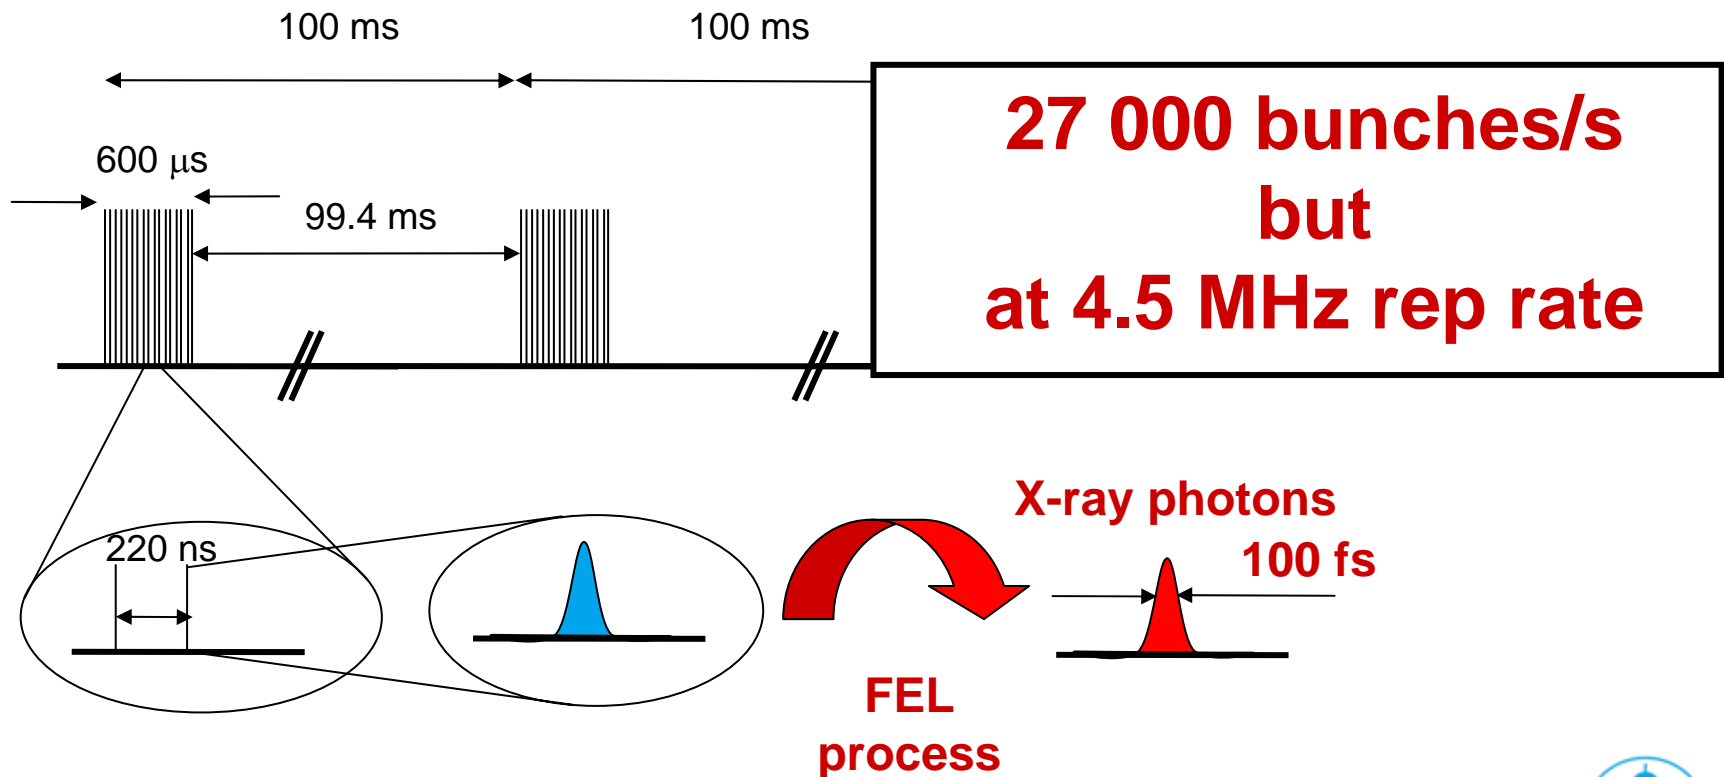 100 ms
100 ms
27 000 bunches/s
but
at 4.5 MHz rep rate
600 μs
99.4 ms
X-ray photons
220 ns
100 fs
FEL
process